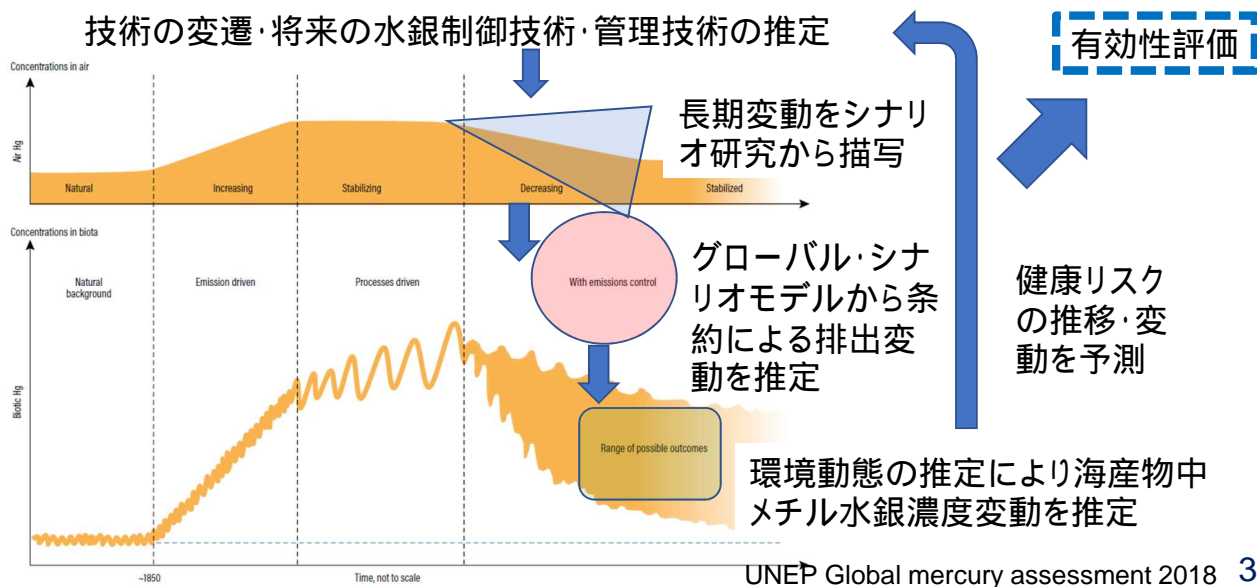 技術の変遷･将来の水銀制御技術･管理技術の推定
有効性評価
Concentrations in air
Air Hg
Natural
Increasing
Stabilizing
Decreasing
Stabilized
長期変動をシナリ
オ研究から描写
Concentrations in biota
Biotic Hg
Natural
background
Emission driven
Processes driven
With emissions control
グローバル･シナ
リオモデルから条
約による排出変
動を推定
健康リスク
の推移･変
動を予測
Range of possible outcomes
環境動態の推定により海産物中
メチル水銀濃度変動を推定
~1850
Time, not to scale
UNEP Global mercury assessment 2018
3